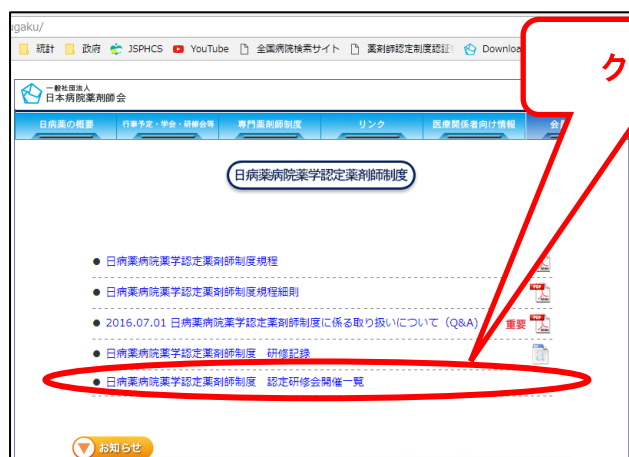 ugaku/
統計 政府 JSPHCS YouTube 全国病院検索サイト 薬剤師認定制度認証 Downloa
ク
一般社団法人
日本病院薬剤師会
日病薬の概要 行事予定・学会・研修会等 専門薬剤師制度 リンク 医療関係者向け情報 会
日病薬病院薬学認定薬剤師制度
● 日病薬病院薬学認定薬剤師制度規程
● 日病薬病院薬学認定薬剤師制度規程細則
● 2016.07.01 日病薬病院薬学認定薬剤師制度に係る取り扱いについて（Q&A） 重要
● 日病薬病院薬学認定薬剤師制度 研修記録
● 日病薬病院薬学認定薬剤師制度 認定研修会開催一覧
お知らせ